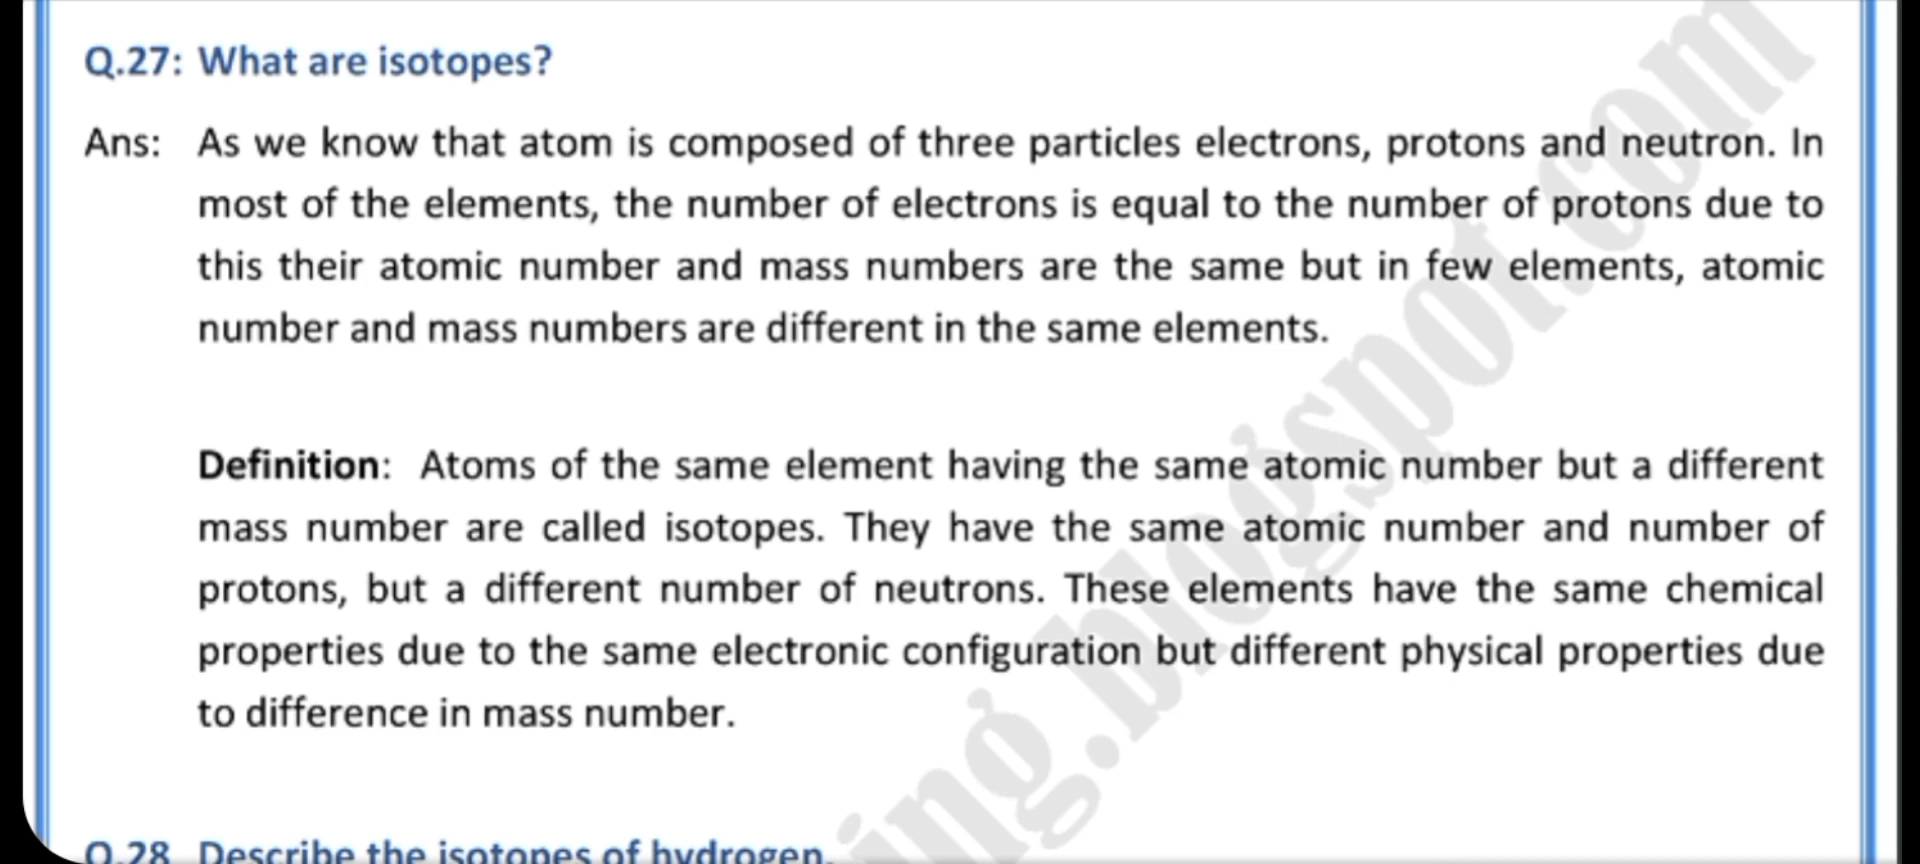 Q.27: What are isotopes?
Ans: As we know that atom is composed of three particles electrons, protons and neutron. In
most of the elements, the number of electrons is equal to the number of protons due to
this their atomic number and mass numbers are the same but in few elements, atomic
number and mass numbers are different in the same elements.
Definition: Atoms of the same element having the same atomic number but a different
mass number are called isotopes. They have the same atomic number and number of
protons, but a different number of neutrons. These elements have the same chemical
properties due to the same electronic configuration but different physical properties due
to difference in mass number.
Q.28 Describe the isotopes of hydrogen.
ing.blogspot.com